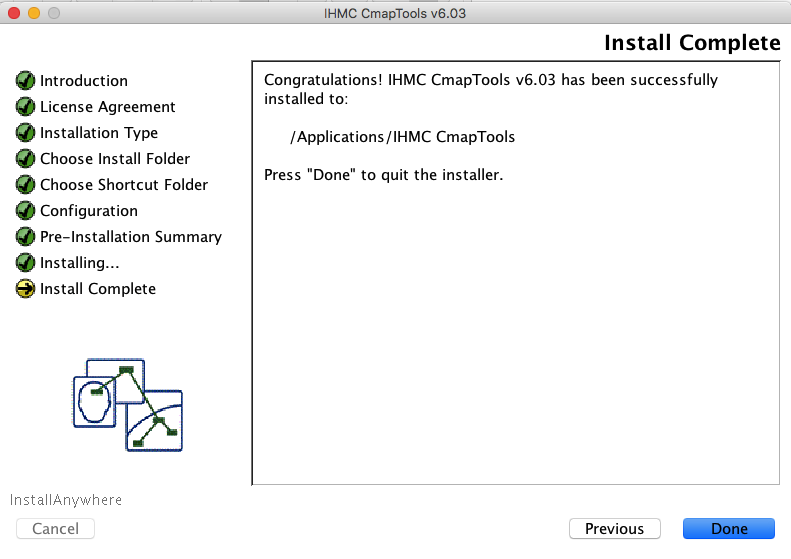 IHMC CmapTools v6.03
Install Complete
Introduction
License Agreement
Installation Type
Choose Install Folder
Choose Shortcut Folder
Configuration
Pre-Installation Summary
Installing...
Install Complete
Congratulations! IHMC CmapTools v6.03 has been successfully
installed to:
/Applications/IHMC CmapTools
Press "Done" to quit the installer.
InstallAnywhere
Cancel
Previous
Done